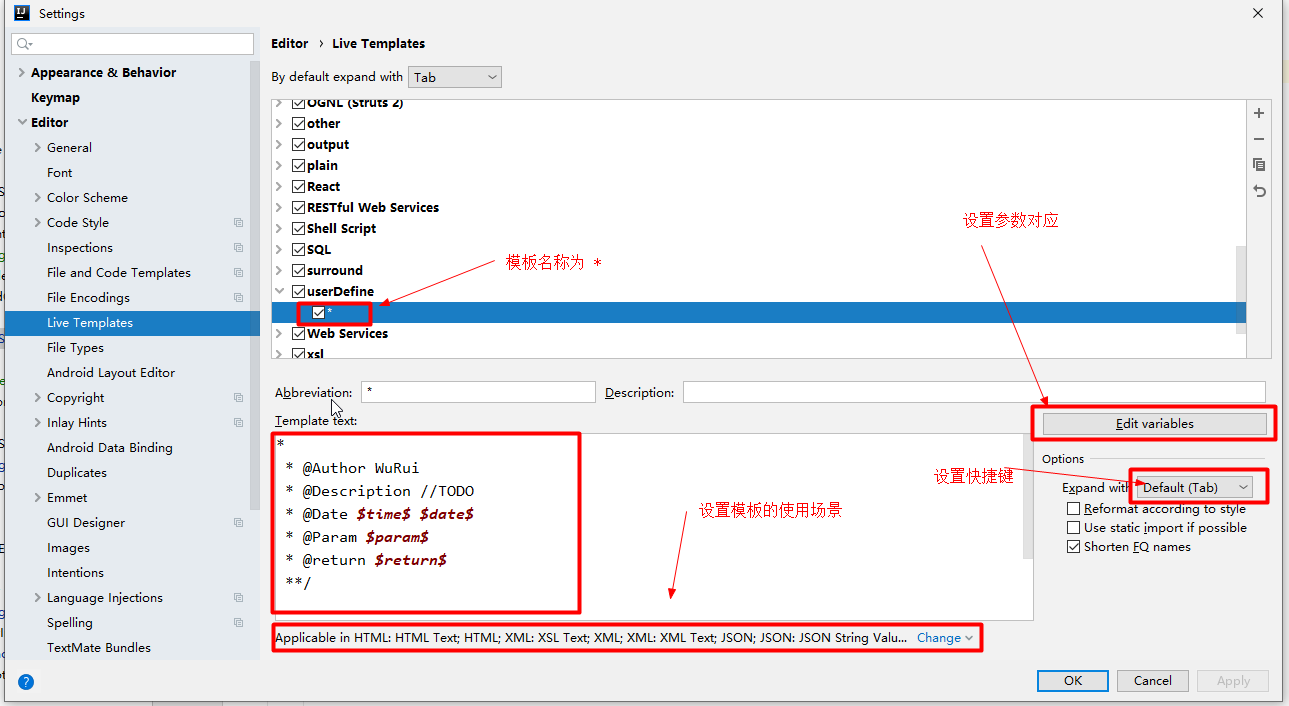 Settings
Appearance & Behavior
Keymap
Editor
General
Font
Color Scheme
Code Style
Inspections
File and Code Templates
File Encodings
Live Templates
File Types
Android Layout Editor
Copyright
Inlay Hints
Android Data Binding
Duplicates
Emmet
GUI Designer
Images
Intentions
Language Injections
Spelling
TextMate Bundles
Editor › Live Templates
By default expand with Tab
OGNL (Struts 2)
other
output
plain
React
RESTful Web Services
Shell Script
SQL
surround
userDefine
*
Web Services
xsl
模板名称为 *
设置参数对应
Abbreviation: *
Description:
Template text:
*
* @Author WuRui
* @Description //TODO
* @Date $time$ $date$
* @Param $param$
* @return $return$
**/
设置模板的使用场景
Applicable in HTML: HTML Text; HTML; XML: XSL Text; XML; XML: XML Text; JSON; JSON: JSON String Valu... Change
Edit variables
Options
设置快捷键
Expand with Default (Tab)
Reformat according to style
Use static import if possible
Shorten FQ names
?
OK
Cancel
Apply